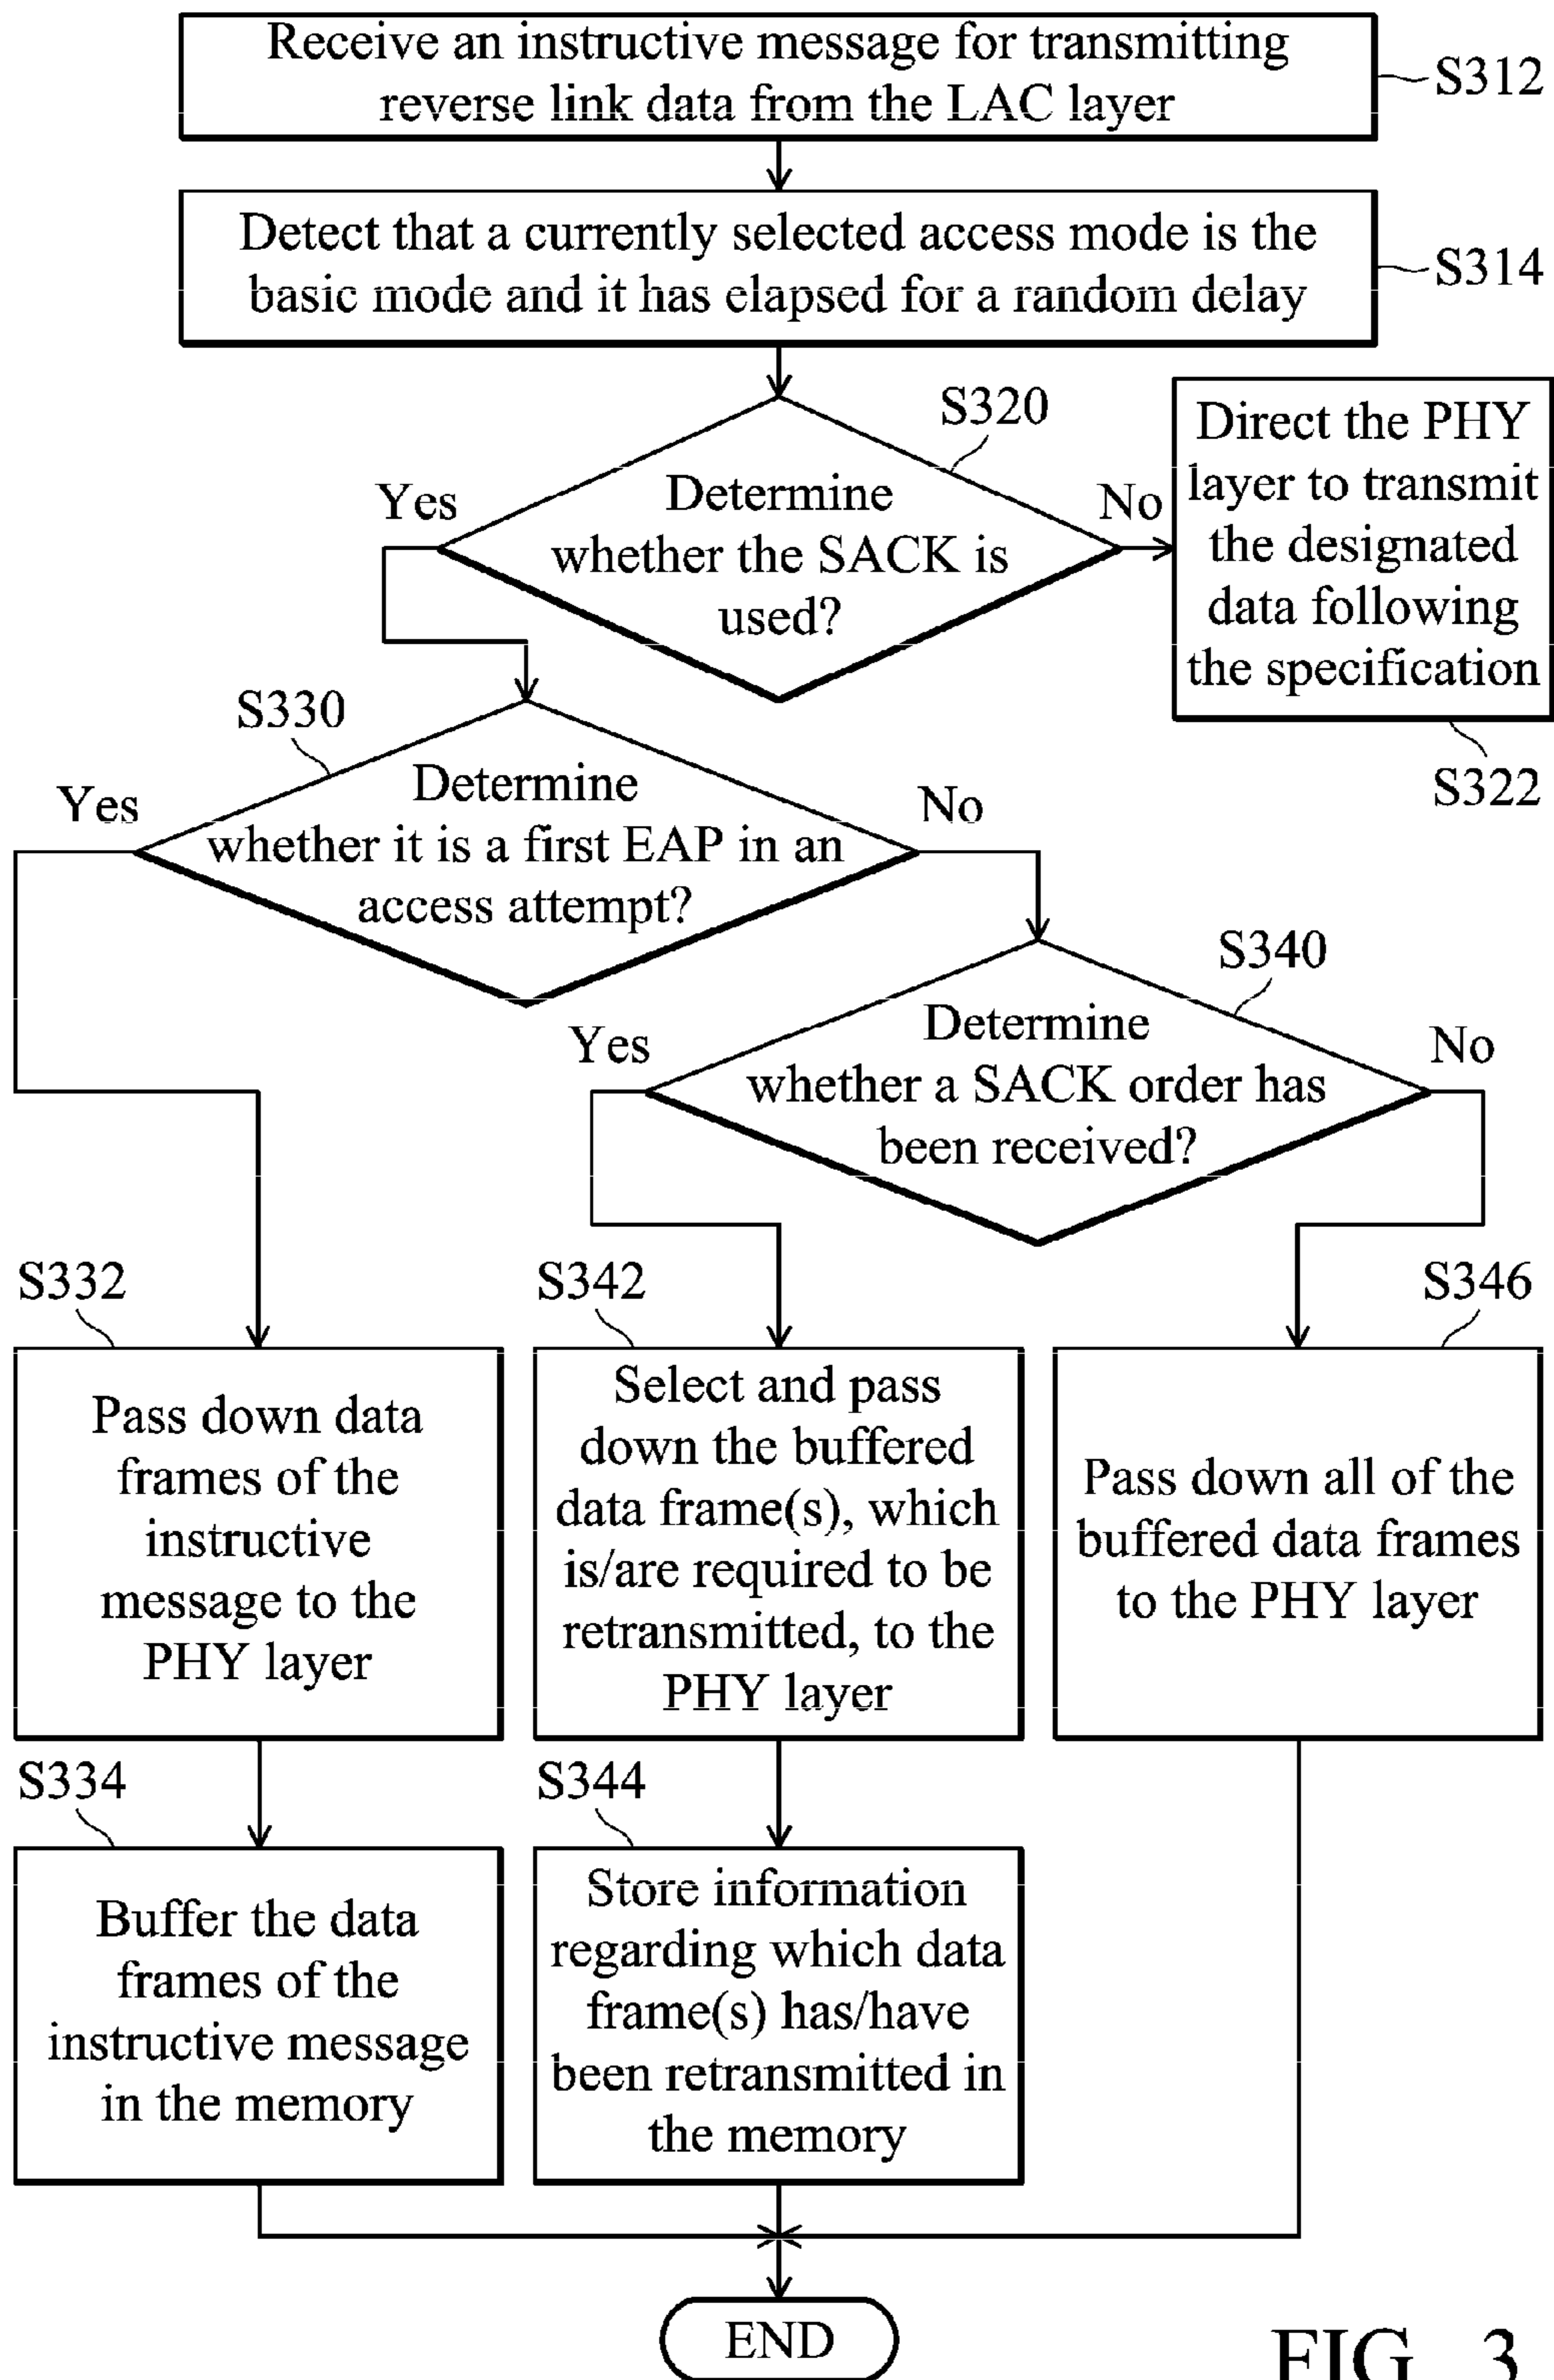 Receive an instructive message for transmitting
reverse link data from the LAC layer
S312
Detect that a currently selected access mode is the
basic mode and it has elapsed for a random delay
S314
S320
Determine
whether the SACK is
used?
Yes
No
Direct the PHY
layer to transmit
the designated
data following
the specification
S322
S330
Determine
whether it is a first EAP in an
access attempt?
Yes
No
S340
Determine
whether a SACK order has
been received?
Yes
No
S332
Pass down data
frames of the
instructive
message to the
PHY layer
S342
Select and pass
down the buffered
data frame(s), which
is/are required to be
retransmitted, to the
PHY layer
S346
Pass down all of the
buffered data frames
to the PHY layer
S334
Buffer the data
frames of the
instructive message
in the memory
S344
Store information
regarding which data
frame(s) has/have
been retransmitted in
the memory
END
FIG. 3